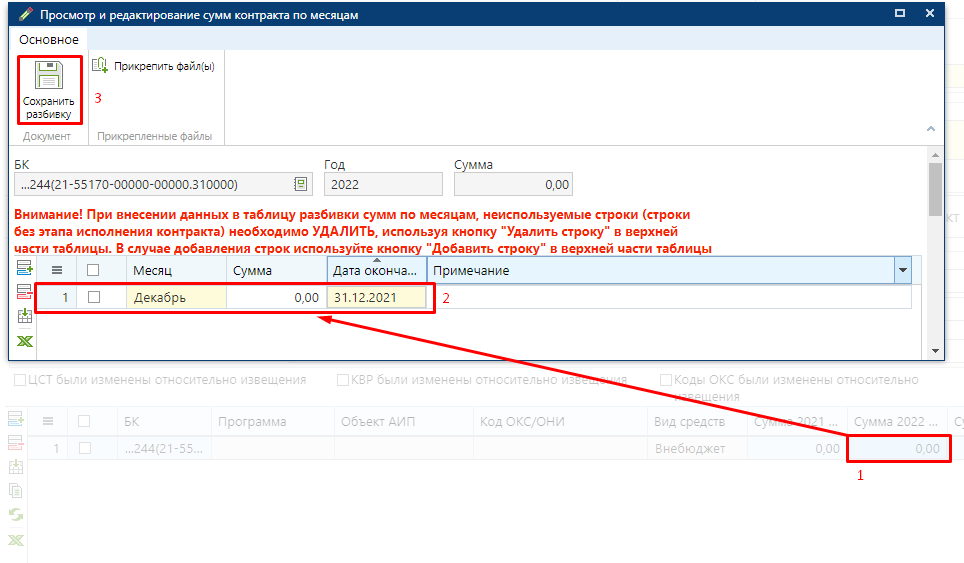 Просмотр и редактирование сумм контракта по месяцам
Основное
Сохранить
разбивку
Прикрепить файл(ы)
3
Документ
Прикрепленные файлы
БК
Год
Сумма
...244(21-55170-00000-00000.310000)
2022
0,00
Внимание! При внесении данных в таблицу разбивки сумм по месяцам, неиспользуемые строки (строки
без этапа исполнения контракта) необходимо УДАЛИТЬ, используя кнопку "Удалить строку" в верхней
части таблицы. В случае добавления строк используйте кнопку "Добавить строку" в верхней части таблицы
Месяц
Сумма
Дата оконча...
Примечание
1
Декабрь
0,00
31.12.2021
2
КТ
ЦСТ были изменены относительно извещения
КВР были изменены относительно извещения
Коды ОКС были изменены относительно
извещения
БК
Программа
Объект АИП
Код ОКС/ОНИ
Вид средств
Сумма 2021 ...
Сумма 2022 ...
1
...244(21-55...
Внебюджет
0,00
0,00
1